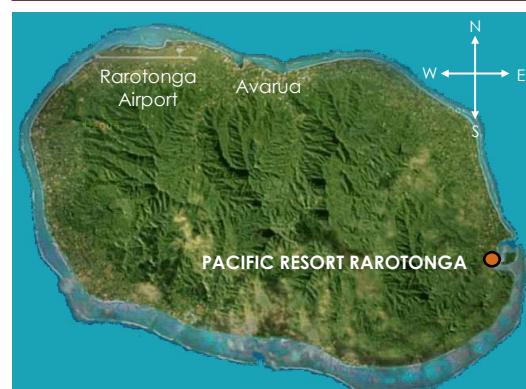 N
W E
S
Rarotonga
Airport
Avarua
PACIFIC RESORT RAROTONGA